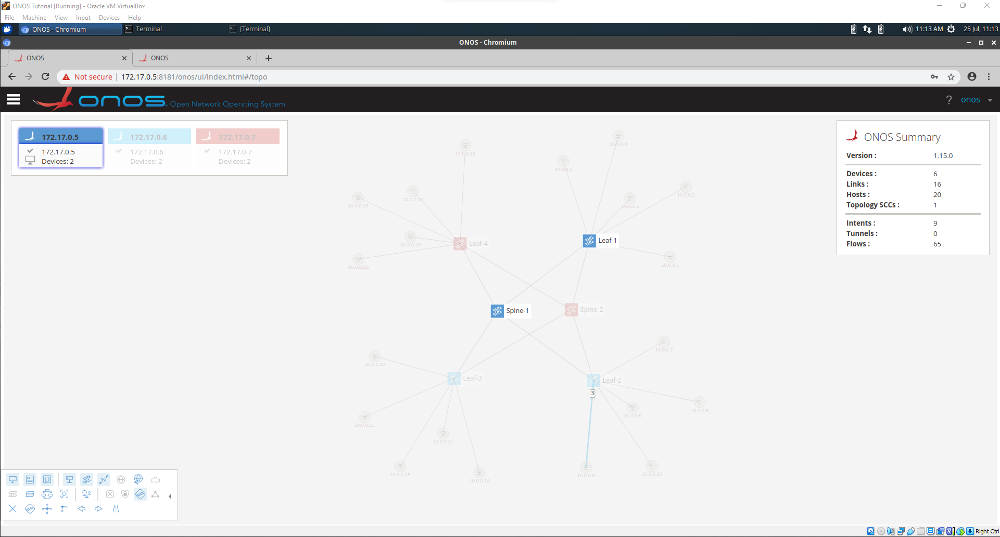 ONOS Tutorial [Running] - Oracle VM VirtualBox
File Machine View Input Devices Help
ONOS - Chromium Terminal [Terminal] 11:13 AM 25 Jul, 11:13
ONOS - Chromium
ONOS ONOS
Not secure 172.17.0.5:8181/onos/ui/index.html#/topo
onos Open Network Operating System ? onos
172.17.0.5 172.17.0.6 172.17.0.7
172.17.0.5 172.17.0.6 172.17.0.7
Devices: 2 Devices: 2 Devices: 2
ONOS Summary
Version : 1.15.0
Devices : 6
Links : 16
Hosts : 20
Topology SCCs : 1
Intents : 9
Tunnels : 0
Flows : 65
10.0.0.4
10.0.0.19
10.0.0.3
10.0.0.2
10.0.0.17
10.0.0.16
10.0.0.5
Leaf-1
Leaf-4
10.0.0.20
10.0.0.18
10.0.0.1
Spine-1
Spine-2
10.0.0.7
10.0.0.12
Leaf-3
Leaf-2
3
10.0.0.8
10.0.0.9
10.0.0.13
10.0.0.11
10.0.0.15
10.0.0.14
10.0.0.6
10.0.0.10
Right Ctrl